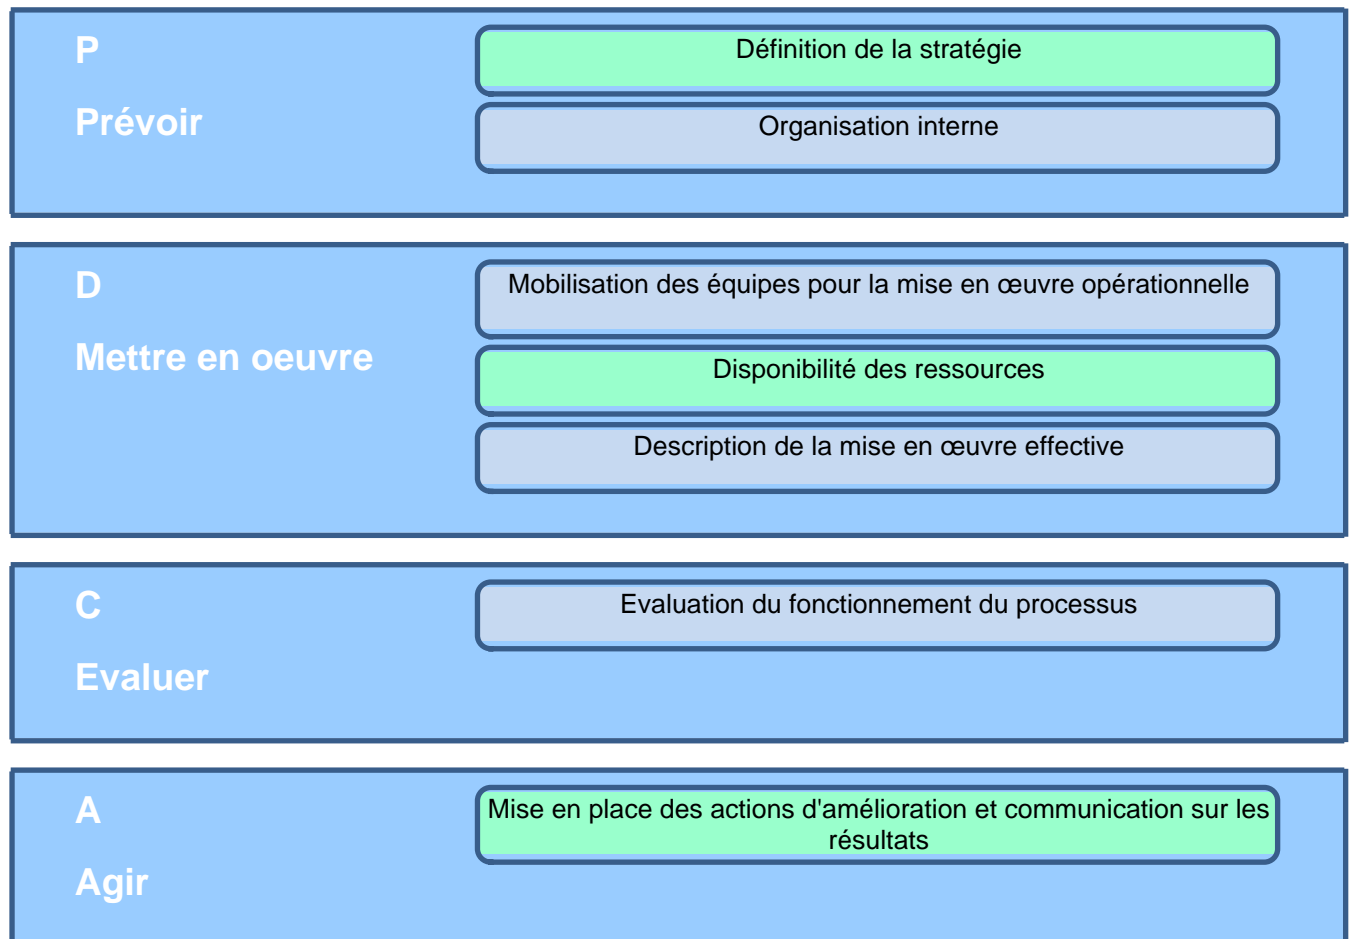 P
Prévoir
Définition de la stratégie
Organisation interne
D
Mettre en oeuvre
Mobilisation des équipes pour la mise en œuvre opérationnelle
Disponibilité des ressources
Description de la mise en œuvre effective
C
Evaluer
Evaluation du fonctionnement du processus
A
Agir
Mise en place des actions d'amélioration et communication sur les
résultats